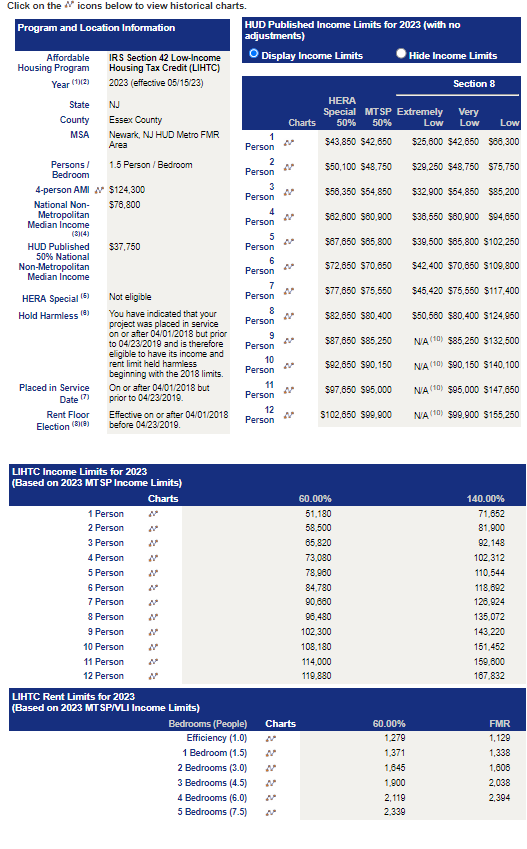 Click on the icons below to view historical charts.
Program and Location Information
Affordable Housing Program IRS Section 42 Low-Income Housing Tax Credit (LIHTC)
Year (1)(2) 2023 (effective 05/15/23)
State NJ
County Essex County
MSA Newark, NJ HUD Metro FMR Area
Persons / Bedroom 1.5 Person / Bedroom
4-person AMI $124,300
National Non-Metropolitan Median Income (3)(4) $76,800
HUD Published 50% National Non-Metropolitan Median Income $37,750
HERA Special (5) Not eligible
Hold Harmless (6) You have indicated that your project was placed in service on or after 04/01/2018 but prior to 04/23/2019 and is therefore eligible to have its income and rent limit held harmless beginning with the 2018 limits.
Placed in Service Date (7) On or after 04/01/2018 but prior to 04/23/2019.
Rent Floor Election (8)(9) Effective on or after 04/01/2018 before 04/23/2019.
HUD Published Income Limits for 2023 (with no adjustments)
Display Income Limits Hide Income Limits
Section 8
Charts HERA Special 50% MTSP 50% Extremely Low Very Low Low
1 Person $43,850 $42,650 $25,600 $42,650 $66,300
2 Person $50,100 $48,750 $29,250 $48,750 $75,750
3 Person $56,350 $54,850 $32,900 $54,850 $85,200
4 Person $62,600 $60,900 $36,550 $60,900 $94,650
5 Person $67,650 $65,800 $39,500 $65,800 $102,250
6 Person $72,650 $70,650 $42,400 $70,650 $109,800
7 Person $77,650 $75,550 $45,420 $75,550 $117,400
8 Person $82,650 $80,400 $50,560 $80,400 $124,950
9 Person $87,650 $85,250 N/A (10) $85,250 $132,500
10 Person $92,650 $90,150 N/A (10) $90,150 $140,100
11 Person $97,650 $95,000 N/A (10) $95,000 $147,650
12 Person $102,650 $99,900 N/A (10) $99,900 $155,250
LIHTC Income Limits for 2023
(Based on 2023 MTSP Income Limits)
Charts 60.00% 140.00%
1 Person 51,180 71,652
2 Person 58,500 81,900
3 Person 65,820 92,148
4 Person 73,080 102,312
5 Person 78,960 110,544
6 Person 84,780 118,692
7 Person 90,660 126,924
8 Person 96,480 135,072
9 Person 102,300 143,220
10 Person 108,180 151,452
11 Person 114,000 159,600
12 Person 119,880 167,832
LIHTC Rent Limits for 2023
(Based on 2023 MTSP/VLI Income Limits)
Bedrooms (People) Charts 60.00% FMR
Efficiency (1.0) 1,279 1,129
1 Bedroom (1.5) 1,371 1,338
2 Bedrooms (3.0) 1,645 1,606
3 Bedrooms (4.5) 1,900 2,038
4 Bedrooms (6.0) 2,119 2,394
5 Bedrooms (7.5) 2,339